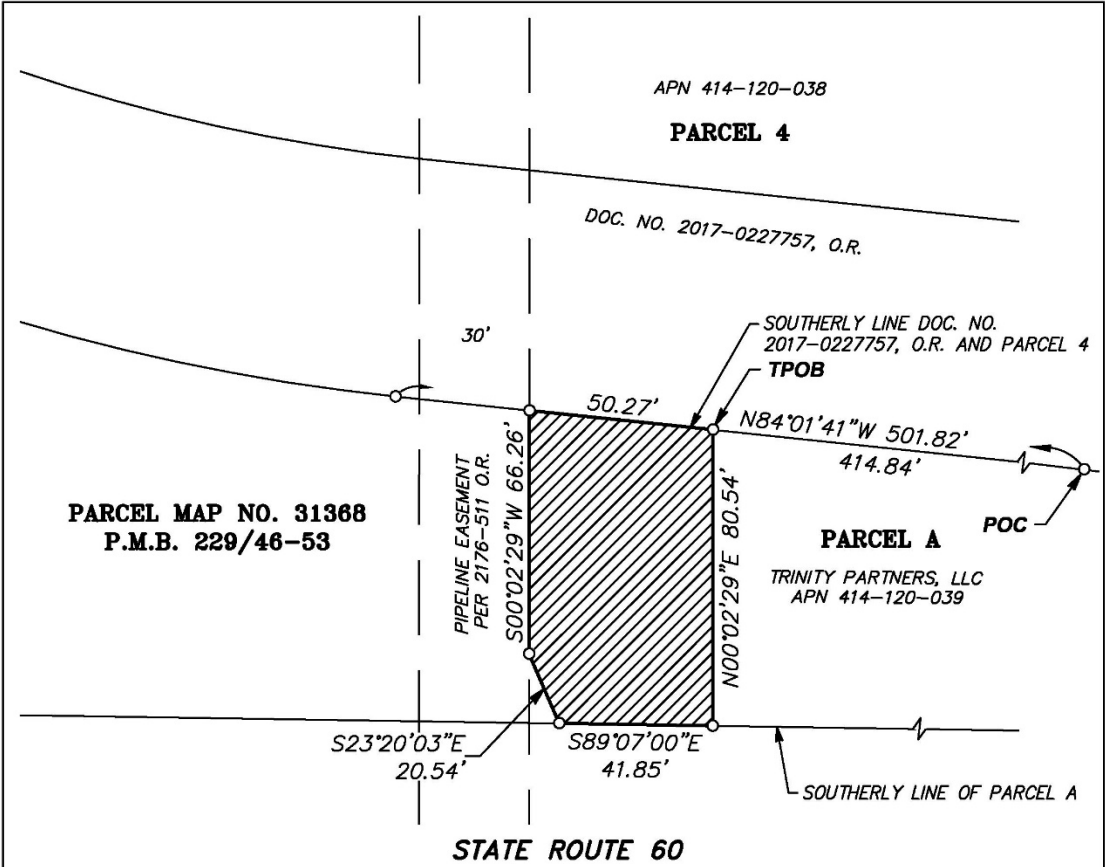 APN 414-120-038
PARCEL 4
DOC. NO. 2017-0227757, O.R.
30'
SOUTHERLY LINE DOC. NO.
2017-0227757, O.R. AND PARCEL 4
TPOB
50.27'
N84°01'41"W 501.82'
414.84'
POC
PARCEL MAP NO. 31368
P.M.B. 229/46-53
PIPELINE EASEMENT
PER 2176-511 O.R.
S00°02'29"W 66.26'
N00°02'29"E 80.54'
PARCEL A
TRINITY PARTNERS, LLC
APN 414-120-039
S23°20'03"E
20.54'
S89°07'00"E
41.85'
SOUTHERLY LINE OF PARCEL A
STATE ROUTE 60